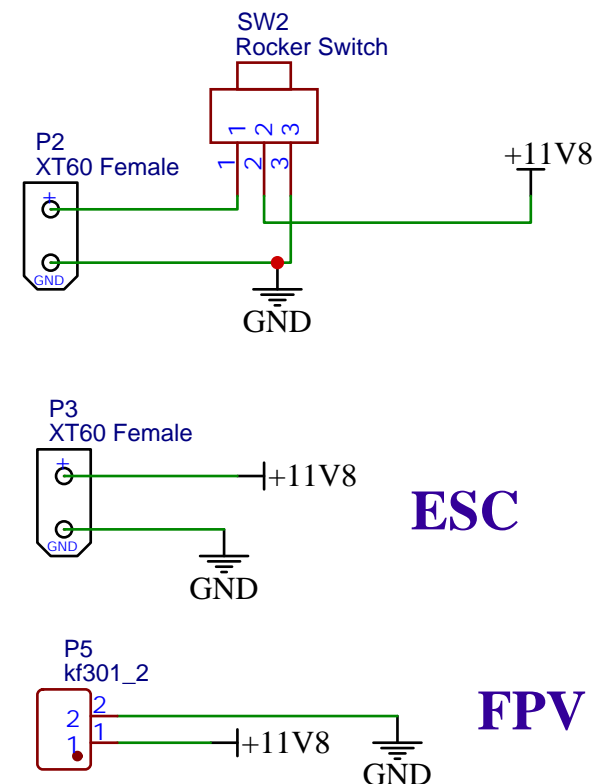 SW2
Rocker Switch
1 2 3
1 2 3
P2
XT60 Female
+
GND
+11V8
GND
P3
XT60 Female
+
GND
+11V8
GND
ESC
P5
kf301_2
2 2
1 1
+11V8
GND
FPV